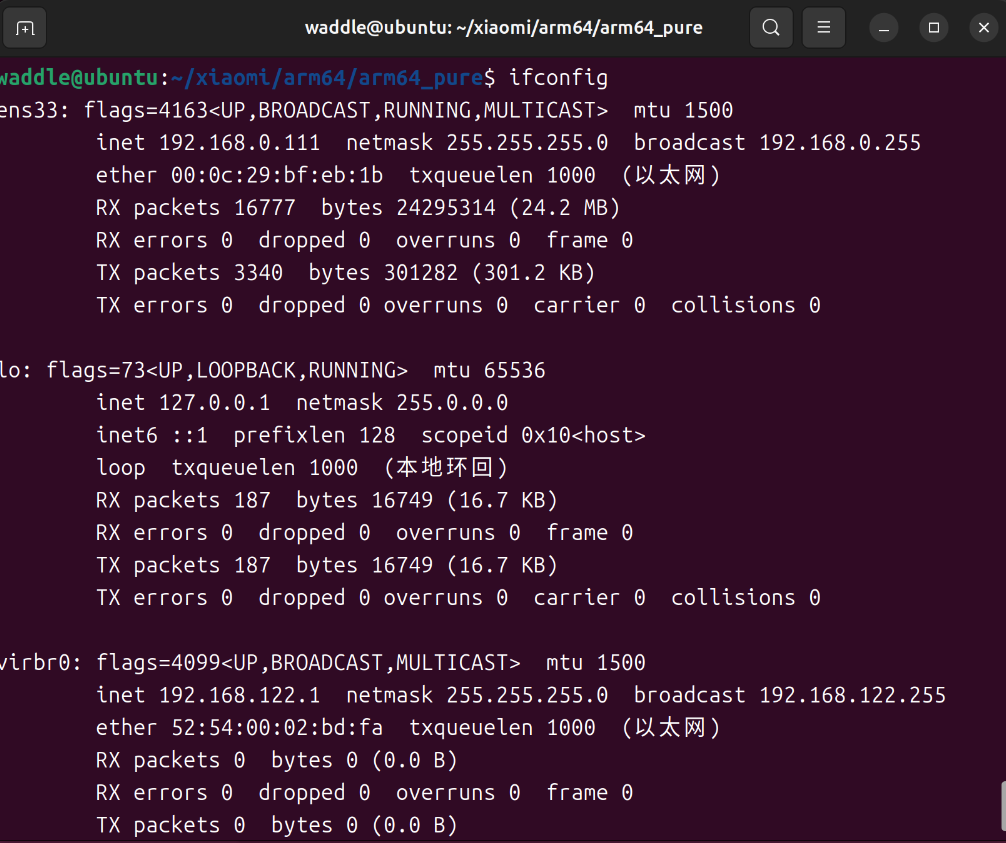 waddle@ubuntu: ~/xiaomi/arm64/arm64_pure
waddle@ubuntu:~/xiaomi/arm64/arm64_pure$ ifconfig
ens33: flags=4163<UP,BROADCAST,RUNNING,MULTICAST>  mtu 1500
inet 192.168.0.111  netmask 255.255.255.0  broadcast 192.168.0.255
ether 00:0c:29:bf:eb:1b  txqueuelen 1000  (以太网)
RX packets 16777  bytes 24295314 (24.2 MB)
RX errors 0  dropped 0  overruns 0  frame 0
TX packets 3340  bytes 301282 (301.2 KB)
TX errors 0  dropped 0 overruns 0  carrier 0  collisions 0
lo: flags=73<UP,LOOPBACK,RUNNING>  mtu 65536
inet 127.0.0.1  netmask 255.0.0.0
inet6 ::1  prefixlen 128  scopeid 0x10<host>
loop  txqueuelen 1000  (本地环回)
RX packets 187  bytes 16749 (16.7 KB)
RX errors 0  dropped 0  overruns 0  frame 0
TX packets 187  bytes 16749 (16.7 KB)
TX errors 0  dropped 0 overruns 0  carrier 0  collisions 0
virbr0: flags=4099<UP,BROADCAST,MULTICAST>  mtu 1500
inet 192.168.122.1  netmask 255.255.255.0  broadcast 192.168.122.255
ether 52:54:00:02:bd:fa  txqueuelen 1000  (以太网)
RX packets 0  bytes 0 (0.0 B)
RX errors 0  dropped 0  overruns 0  frame 0
TX packets 0  bytes 0 (0.0 B)